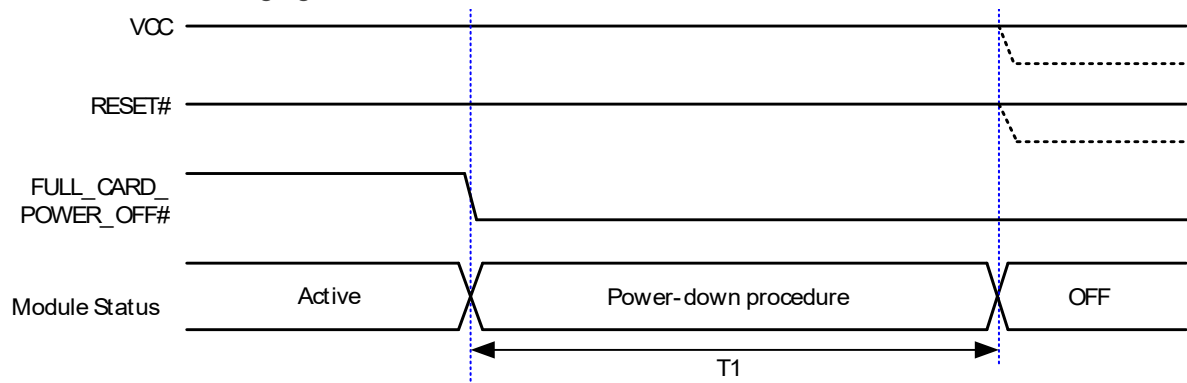 VCC
RESET#
FULL_CARD_
POWER_OFF#
Module Status
Active
Power-down procedure
OFF
T1